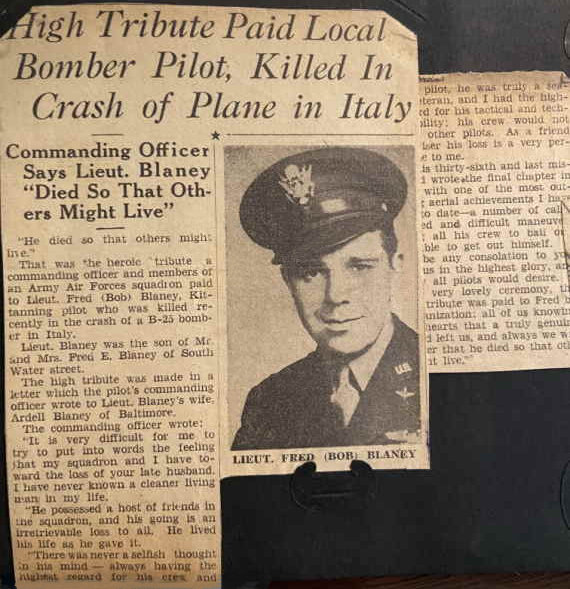 High Tribute Paid Local
Bomber Pilot, Killed In
Crash of Plane in Italy
Commanding Officer
Says Lieut. Blaney
"Died So That Oth-
ers Might Live"
"He died so that others might
live."
That was the heroic tribute a
commanding officer and members of
an Army Air Forces squadron paid
to Lieut. Fred (Bob) Blaney, Kit-
tanning pilot who was killed re-
cently in the crash of a B-25 bomb-
er in Italy.
Lieut. Blaney was the son of Mr.
and Mrs. Fred E. Blaney of South
Water street.
The high tribute was made in a
letter which the pilot's commanding
officer wrote to Lieut. Blaney's wife,
Ardell Blaney of Baltimore.
The commanding officer wrote:
"It is very difficult for me to
try to put into words the feeling
that my squadron and I have to-
ward the loss of your late husband.
I have never known a cleaner living
man in my life.
"He possessed a host of friends in
the squadron, and his going is an
irretrievable loss to all. He lived
his life as he gave it.
"There was never a selfish thought
in his mind — always having the
highest regard for his crew and
U.S.
LIEUT. FRED (BOB) BLANEY
pilot, he was truly a
and I had the high-
for his tactical and tech-
his crew would not
other pilots. As a friend
his loss is a very per-
to me.
thirty-sixth and last mis-
wrote the final chapter in
with one of the most out-
aerial achievements I
to date—a number of
and difficult maneuver
all his crew to bail
to get out himself.
be any consolation to
us in the highest glory,
all pilots would desire.
very lovely ceremony,
tribute was paid to Fred
all of us
hearts that a truly
left us, and always we
that he died so that
live."